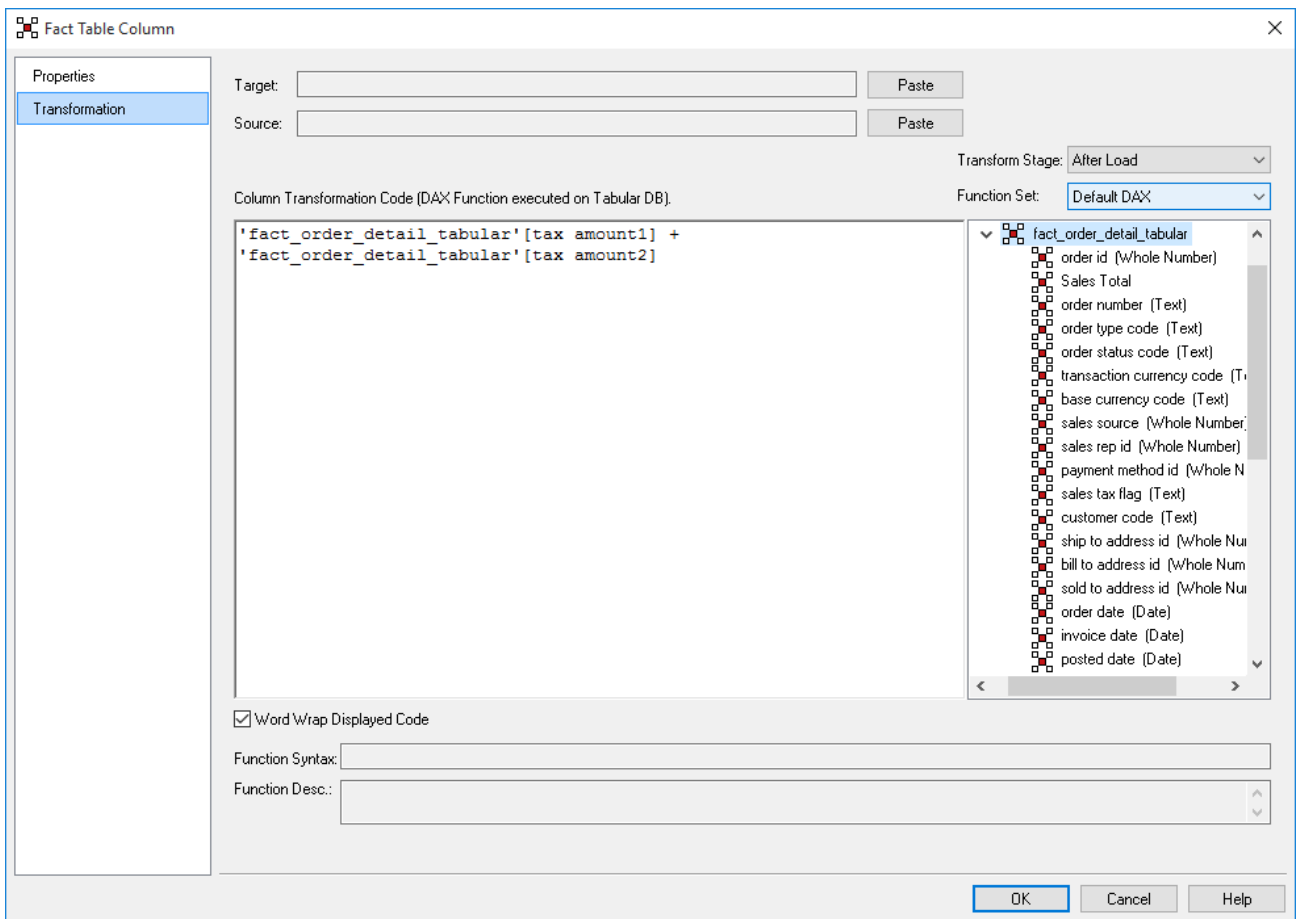 Fact Table Column
Properties
Transformation
Target:
Paste
Source:
Paste
Transform Stage: After Load
Column Transformation Code (DAX Function executed on Tabular DB).
Function Set: Default DAX
'fact_order_detail_tabular'[tax amount1] +
'fact_order_detail_tabular'[tax amount2]
fact_order_detail_tabular
order id (Whole Number)
Sales Total
order number (Text)
order type code (Text)
order status code (Text)
transaction currency code (T
base currency code (Text)
sales source (Whole Number)
sales rep id (Whole Number)
payment method id (Whole N
sales tax flag (Text)
customer code (Text)
ship to address id (Whole Nu
bill to address id (Whole Num
sold to address id (Whole Nu
order date (Date)
invoice date (Date)
posted date (Date)
Word Wrap Displayed Code
Function Syntax:
Function Desc.:
OK
Cancel
Help